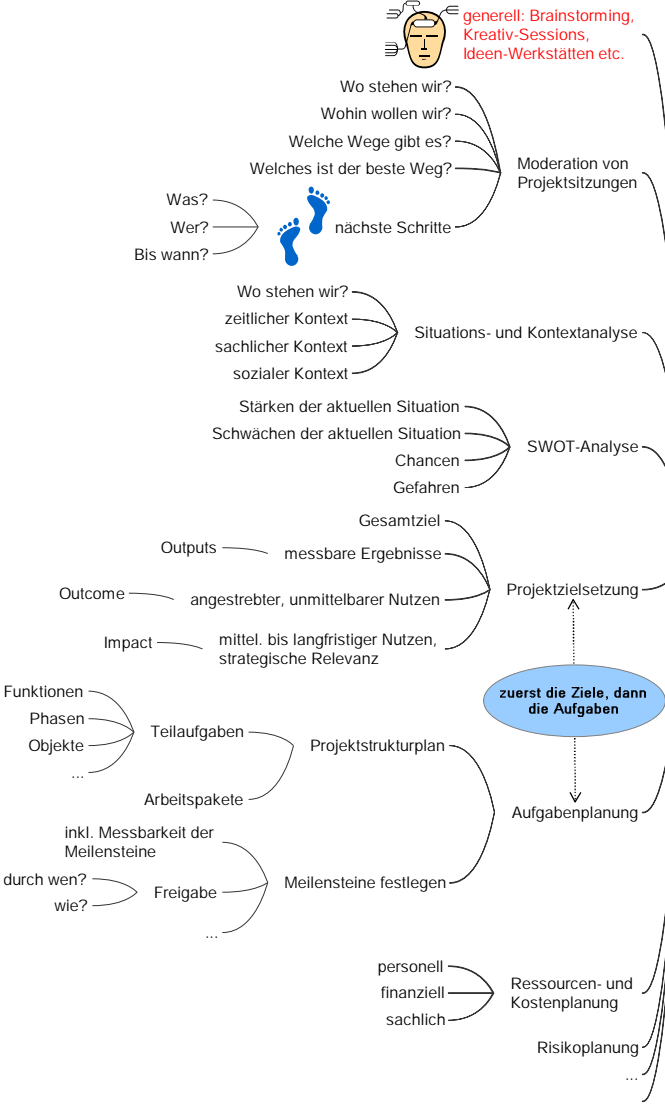 generell: Brainstorming,
Kreativ-Sessions,
Ideen-Werkstätten etc.
Wo stehen wir?
Wohin wollen wir?
Welche Wege gibt es?
Welches ist der beste Weg?
Moderation von
Projektsitzungen
Was?
Wer?
Bis wann?
nächste Schritte
Wo stehen wir?
zeitlicher Kontext
sachlicher Kontext
sozialer Kontext
Situations- und Kontextanalyse
Stärken der aktuellen Situation
Schwächen der aktuellen Situation
Chancen
Gefahren
SWOT-Analyse
Gesamtziel
Outputs
messbare Ergebnisse
Outcome
angestrebter, unmittelbarer Nutzen
Impact
mittel. bis langfristiger Nutzen,
strategische Relevanz
Projektzielsetzung
zuerst die Ziele, dann
die Aufgaben
Funktionen
Phasen
Objekte
...
Teilaufgaben
Arbeitspakete
Projektstrukturplan
Aufgabenplanung
inkl. Messbarkeit der
Meilensteine
durch wen?
wie?
Freigabe
...
Meilensteine festlegen
personell
finanziell
sachlich
Ressourcen- und
Kostenplanung
Risikoplanung
...